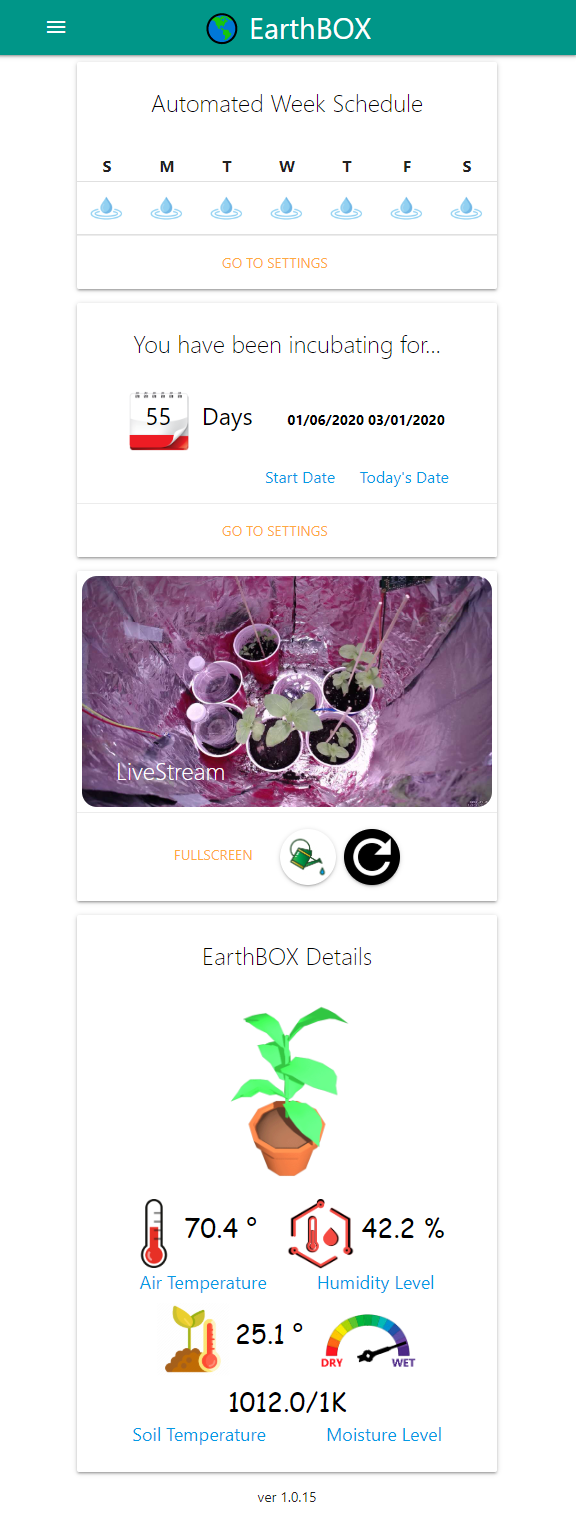 EarthBOX
Automated Week Schedule
S M T W T F S
GO TO SETTINGS
You have been incubating for...
55 Days 01/06/2020 03/01/2020
Start Date Today's Date
GO TO SETTINGS
LiveStream
FULLSCREEN
EarthBOX Details
70.4 ° 42.2 %
Air Temperature Humidity Level
25.1 ° DRY WET
1012.0/1K
Soil Temperature Moisture Level
ver 1.0.15